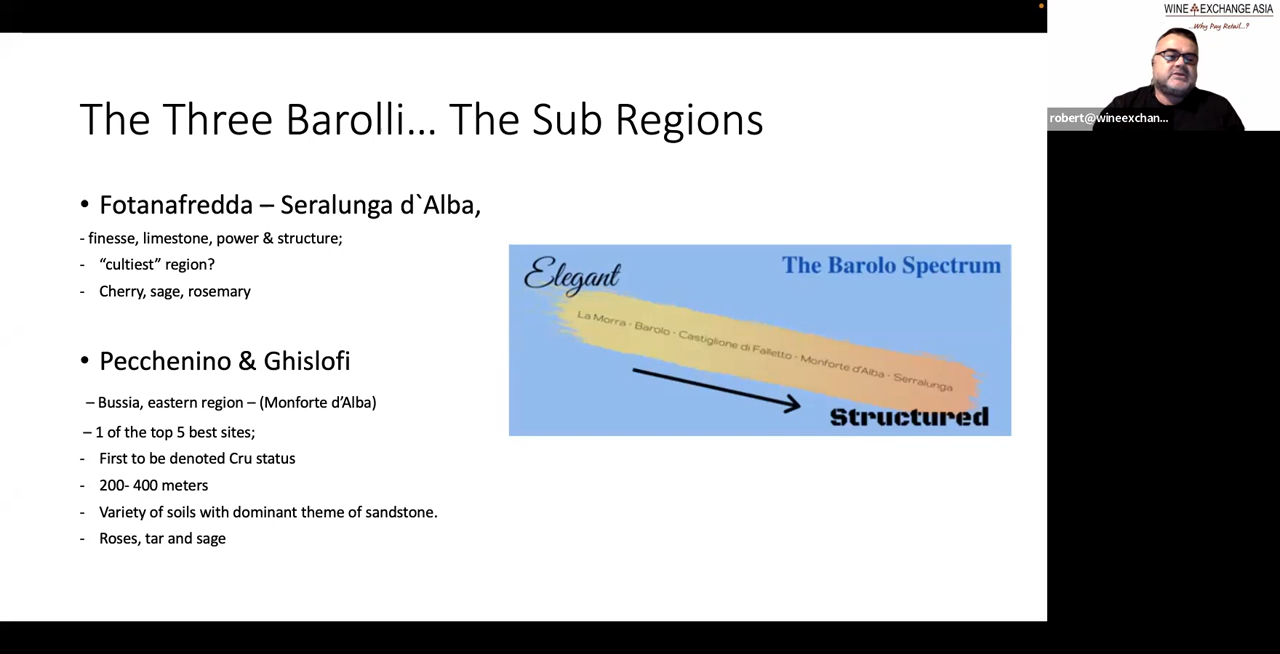 WINE EXCHANGE ASIA
...Why Pay Retail...?
robert@wineexchan...
The Three Barolli... The Sub Regions
• Fotanafredda – Seralunga d`Alba,
- finesse, limestone, power & structure;
- “cultiest” region?
- Cherry, sage, rosemary
• Pecchenino & Ghislofi
– Bussia, eastern region – (Monforte d’Alba)
– 1 of the top 5 best sites;
- First to be denoted Cru status
- 200- 400 meters
- Variety of soils with dominant theme of sandstone.
- Roses, tar and sage
The Barolo Spectrum
Elegant
La Morra - Barolo - Castiglione di Falletto - Monforte d'Alba - Serralunga
Structured